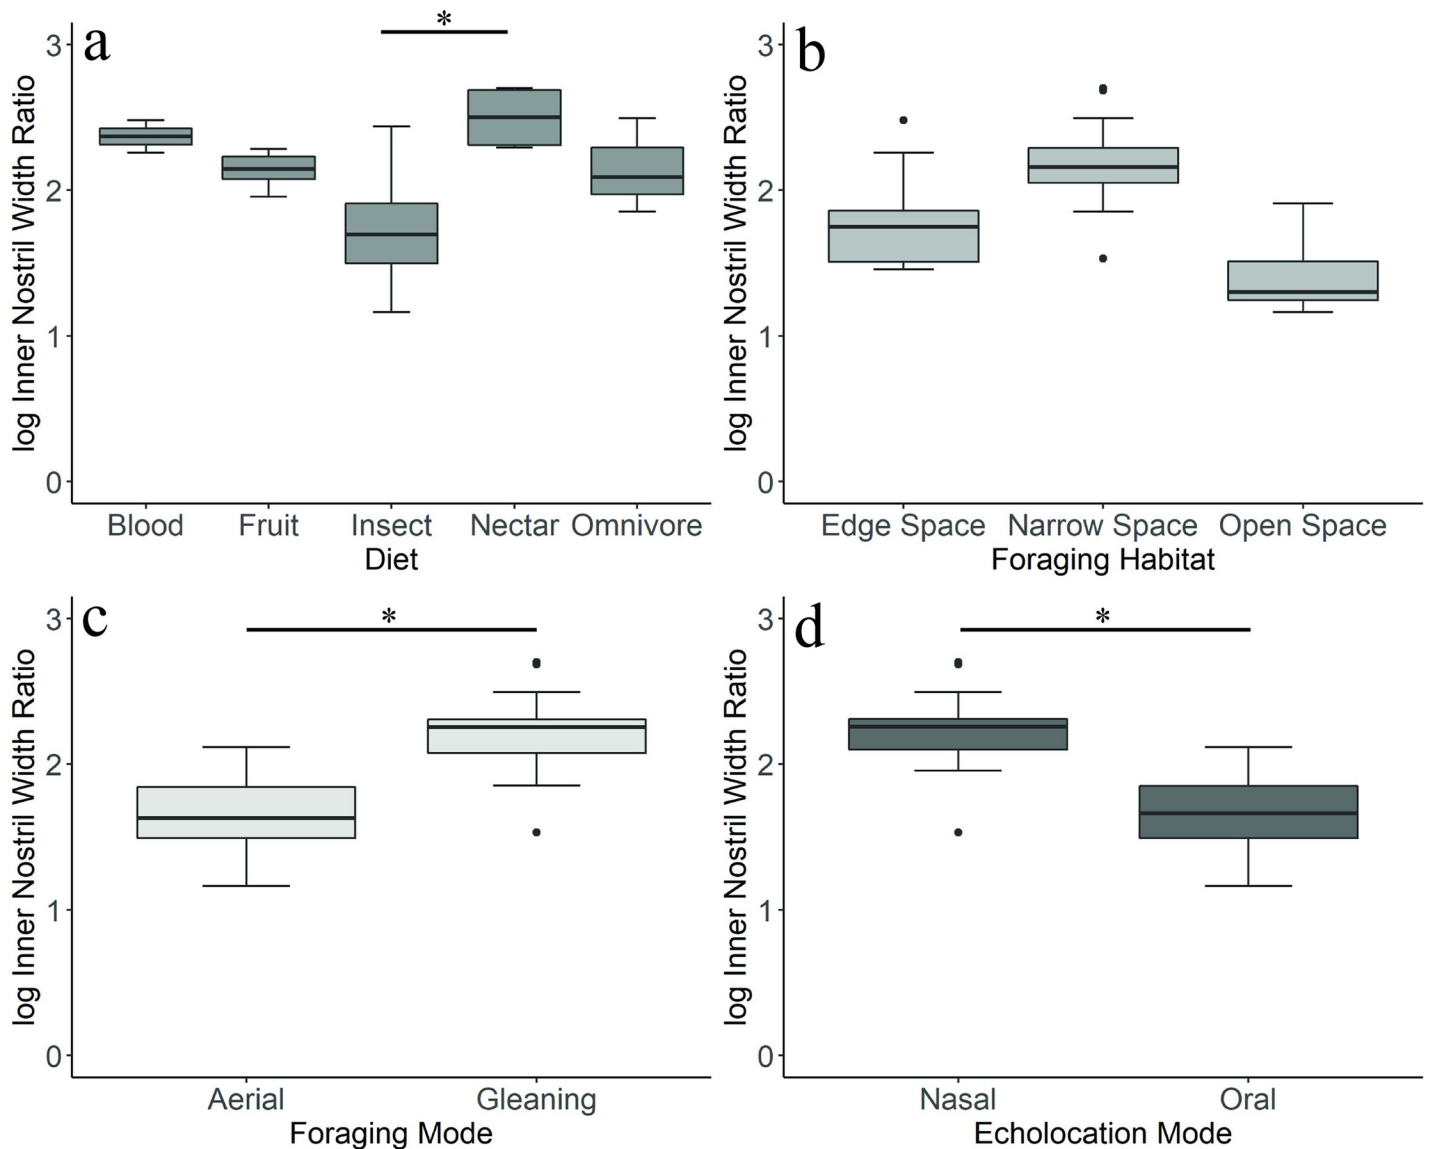 a
*
log Inner Nostril Width Ratio
3
2
1
0
Blood Fruit Insect Nectar Omnivore
Diet
b
log Inner Nostril Width Ratio
3
2
1
0
Edge Space Narrow Space Open Space
Foraging Habitat
c
*
log Inner Nostril Width Ratio
3
2
1
0
Aerial Gleaning
Foraging Mode
d
*
log Inner Nostril Width Ratio
3
2
1
0
Nasal Oral
Echolocation Mode